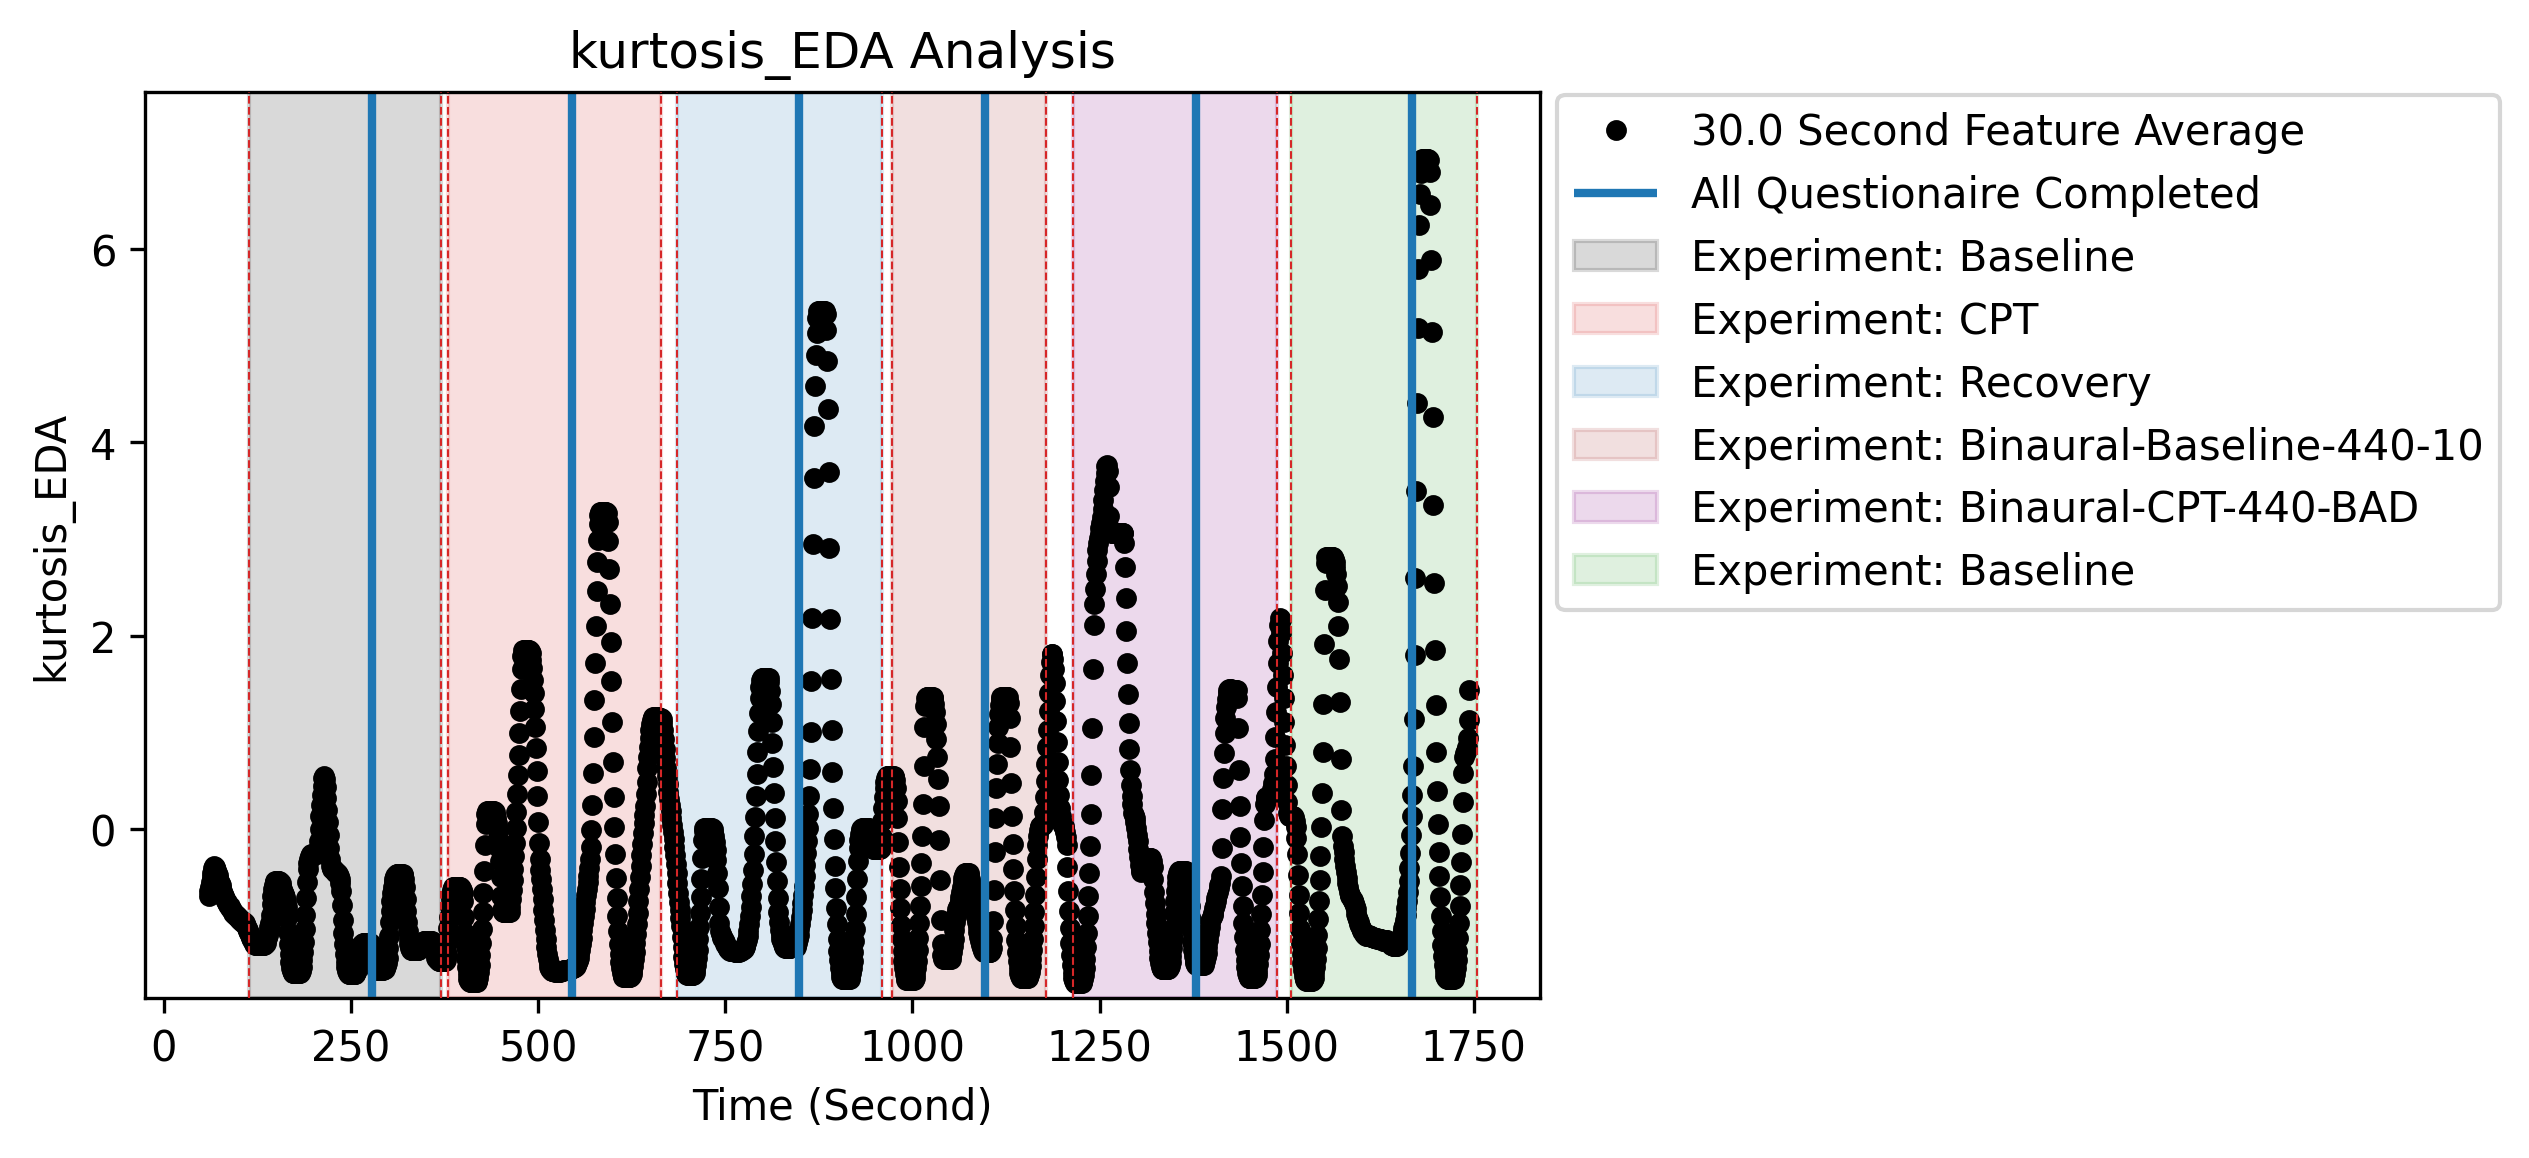 kurtosis_EDA Analysis
kurtosis_EDA
6
4
2
0
0 250 500 750 1000 1250 1500 1750
Time (Second)
30.0 Second Feature Average
All Questionaire Completed
Experiment: Baseline
Experiment: CPT
Experiment: Recovery
Experiment: Binaural-Baseline-440-10
Experiment: Binaural-CPT-440-BAD
Experiment: Baseline